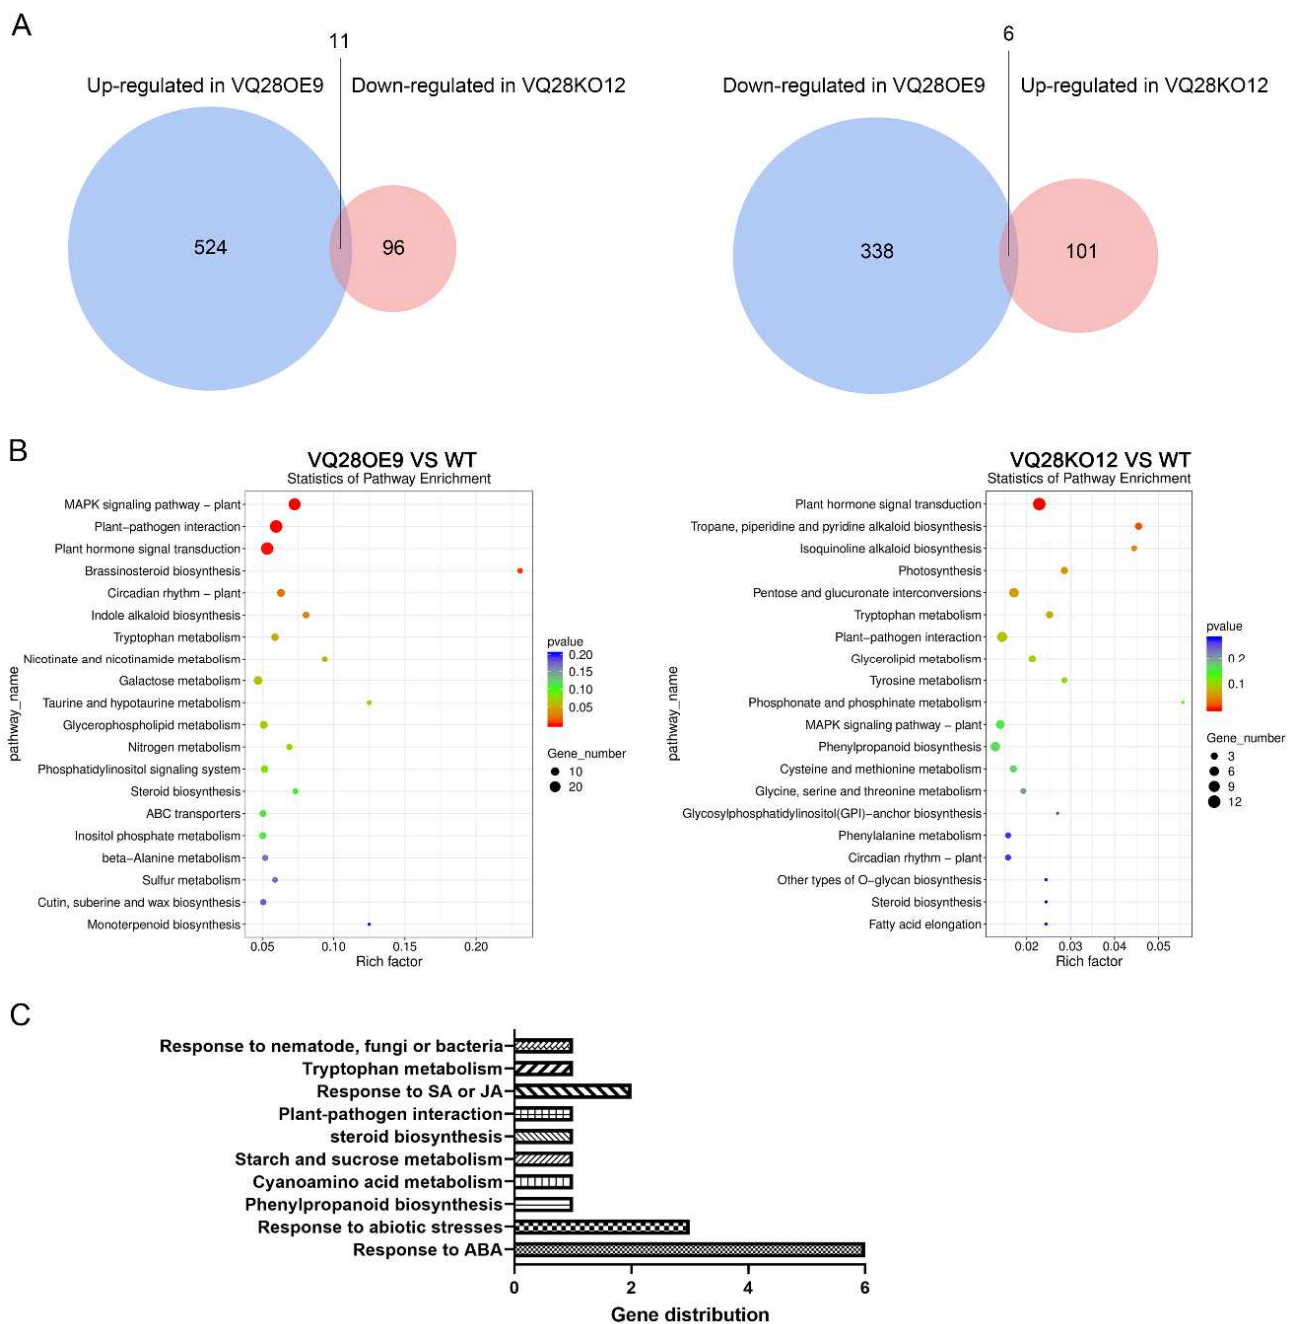 A
11
6
Up-regulated in VQ28OE9
Down-regulated in VQ28KO12
Down-regulated in VQ28OE9
Up-regulated in VQ28KO12
524
96
338
101
B
VQ28OE9 VS WT
Statistics of Pathway Enrichment
pathway_name
MAPK signaling pathway − plant
Plant−pathogen interaction
Plant hormone signal transduction
Brassinosteroid biosynthesis
Circadian rhythm − plant
Indole alkaloid biosynthesis
Tryptophan metabolism
Nicotinate and nicotinamide metabolism
Galactose metabolism
Taurine and hypotaurine metabolism
Glycerophospholipid metabolism
Nitrogen metabolism
Phosphatidylinositol signaling system
Steroid biosynthesis
ABC transporters
Inositol phosphate metabolism
beta−Alanine metabolism
Sulfur metabolism
Cutin, suberine and wax biosynthesis
Monoterpenoid biosynthesis
0.05 0.10 0.15 0.20
Rich factor
pvalue
0.20
0.15
0.10
0.05
Gene_number
10
20
VQ28KO12 VS WT
Statistics of Pathway Enrichment
pathway_name
Plant hormone signal transduction
Tropane, piperidine and pyridine alkaloid biosynthesis
Isoquinoline alkaloid biosynthesis
Photosynthesis
Pentose and glucuronate interconversions
Tryptophan metabolism
Plant−pathogen interaction
Glycerolipid metabolism
Tyrosine metabolism
Phosphonate and phosphinate metabolism
MAPK signaling pathway − plant
Phenylpropanoid biosynthesis
Cysteine and methionine metabolism
Glycine, serine and threonine metabolism
Glycosylphosphatidylinositol(GPI)−anchor biosynthesis
Phenylalanine metabolism
Circadian rhythm − plant
Other types of O−glycan biosynthesis
Steroid biosynthesis
Fatty acid elongation
0.02 0.03 0.04 0.05
Rich factor
pvalue
0.2
0.1
Gene_number
3
6
9
12
C
Response to nematode, fungi or bacteria
Tryptophan metabolism
Response to SA or JA
Plant-pathogen interaction
steroid biosynthesis
Starch and sucrose metabolism
Cyanoamino acid metabolism
Phenylpropanoid biosynthesis
Response to abiotic stresses
Response to ABA
0 2 4 6
Gene distribution